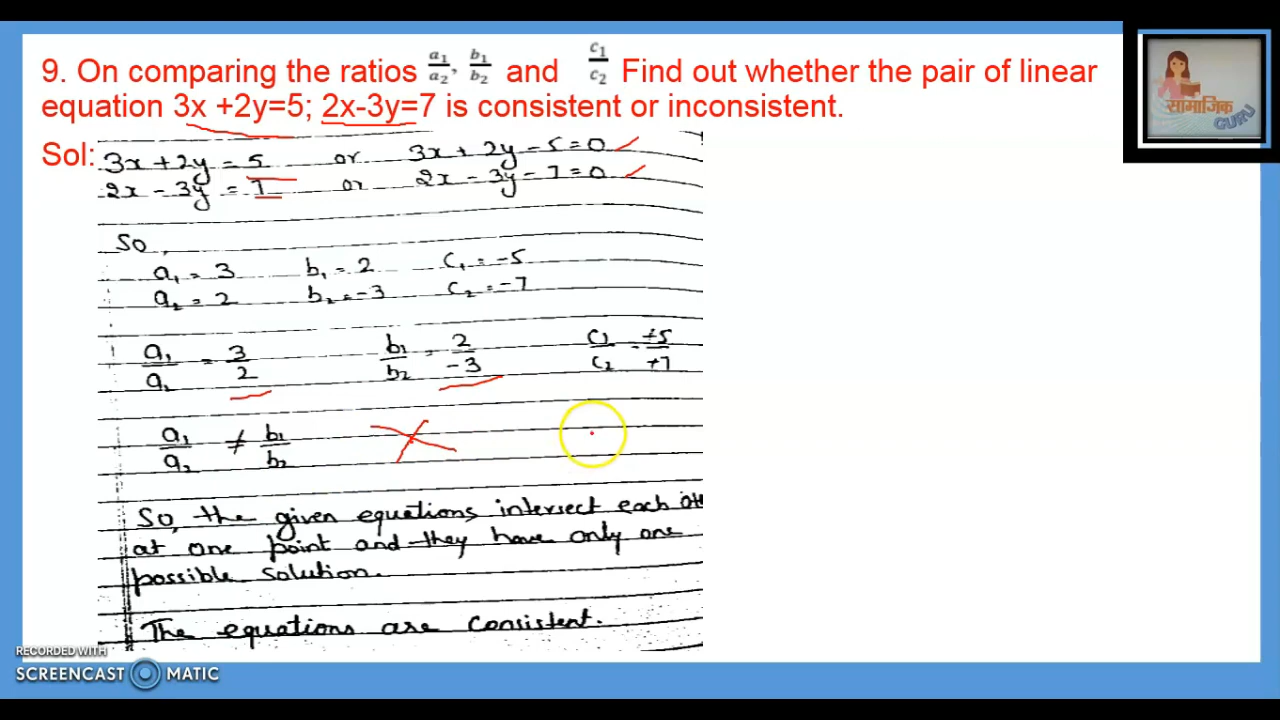 9. On comparing the ratios a₁/a₂, b₁/b₂ and c₁/c₂ Find out whether the pair of linear
equation 3x +2y=5; 2x-3y=7 is consistent or inconsistent.
सामाजिक
GURU
Sol:
3x + 2y = 5 or 3x + 2y - 5 = 0
2x - 3y = 7 or 2x - 3y - 7 = 0
So,
a₁ = 3 b₁ = 2 c₁ = -5
a₂ = 2 b₂ = -3 c₂ = -7
a₁/a₂ = 3/2 b₁/b₂ = 2/-3 c₁/c₂ = +5/+7
a₁/a₂ ≠ b₁/b₂
So, the given equations intersect each oth
at one point and they have only one
possible solution.
The equations are consistent.
RECORDED WITH
SCREENCAST MATIC